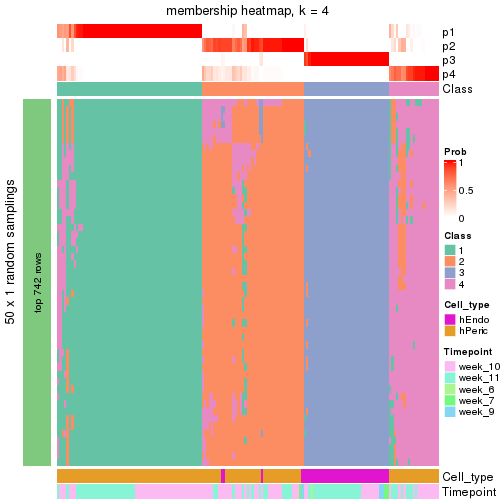 membership heatmap, k = 4
p1
p2
p3
p4
Class
50 x 1 random samplings
top 742 rows
Prob
1
0.5
0
Class
1
2
3
4
Cell_type
hEndo
hPeric
Timepoint
week_10
week_11
week_6
week_7
week_9
Cell_type
Timepoint